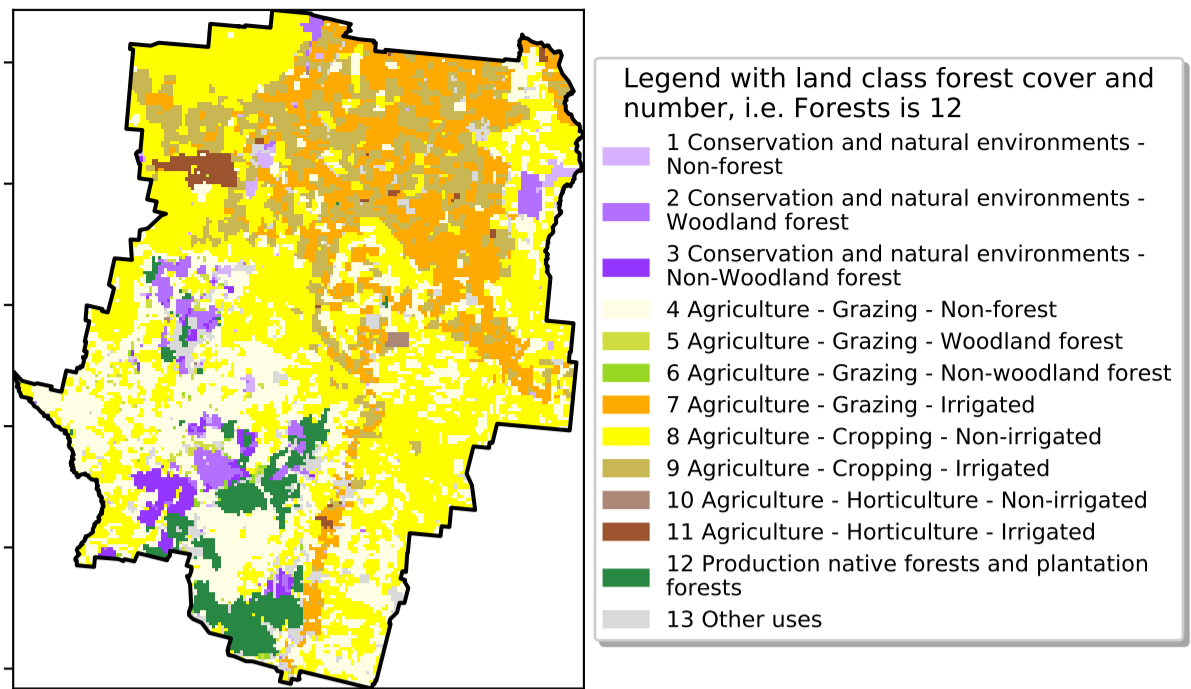 Legend with land class forest cover and
number, i.e. Forests is 12
1 Conservation and natural environments -
Non-forest
2 Conservation and natural environments -
Woodland forest
3 Conservation and natural environments -
Non-Woodland forest
4 Agriculture - Grazing - Non-forest
5 Agriculture - Grazing - Woodland forest
6 Agriculture - Grazing - Non-woodland forest
7 Agriculture - Grazing - Irrigated
8 Agriculture - Cropping - Non-irrigated
9 Agriculture - Cropping - Irrigated
10 Agriculture - Horticulture - Non-irrigated
11 Agriculture - Horticulture - Irrigated
12 Production native forests and plantation
forests
13 Other uses